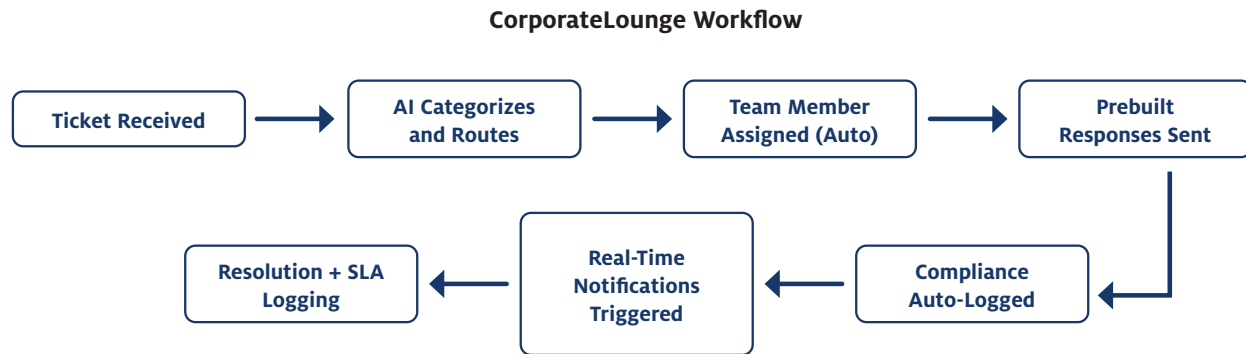 CorporateLounge Workflow
Ticket Received
AI Categorizes
and Routes
Team Member
Assigned (Auto)
Prebuilt
Responses Sent
Compliance
Auto-Logged
Real-Time
Notifications
Triggered
Resolution + SLA
Logging